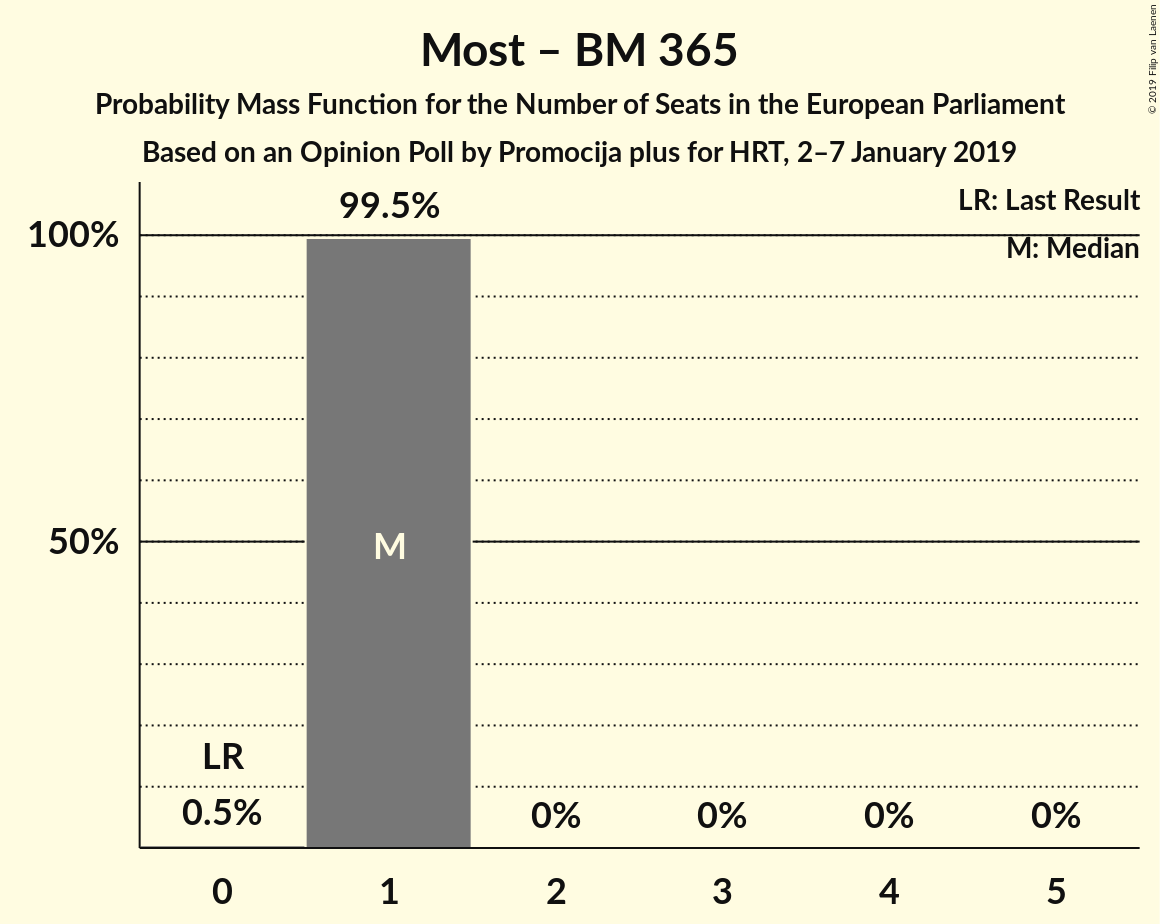 Most – BM 365
Probability Mass Function for the Number of Seats in the European Parliament
Based on an Opinion Poll by Promocija plus for HRT, 2–7 January 2019
© 2019 Filip van Laenen
LR: Last Result
M: Median
99.5%
100%
50%
M
LR
0.5%
0%
0%
0%
0%
0 1 2 3 4 5